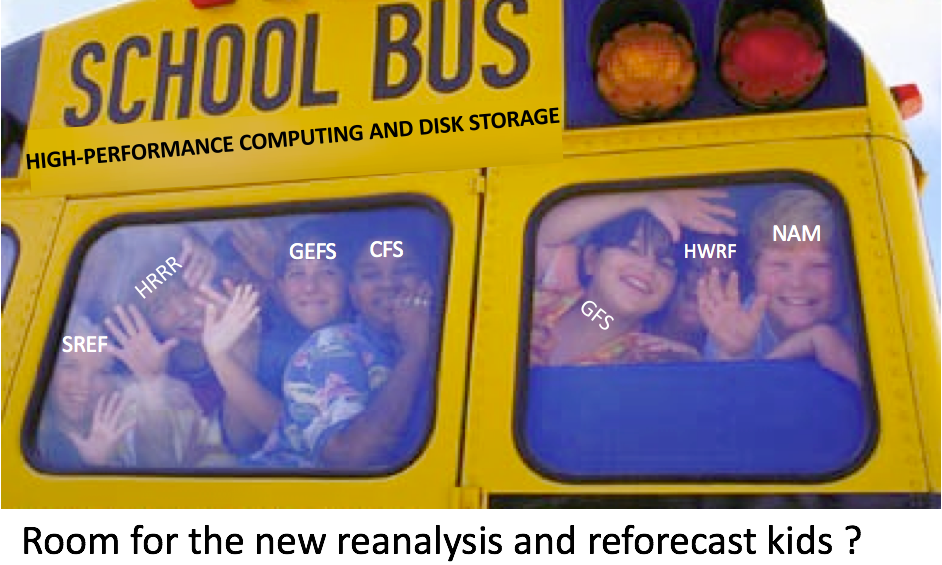 SCHOOL BUS
HIGH-PERFORMANCE COMPUTING AND DISK STORAGE
SREF
HRRR
GEFS
CFS
GFS
HWRF
NAM
Room for the new reanalysis and reforecast kids ?